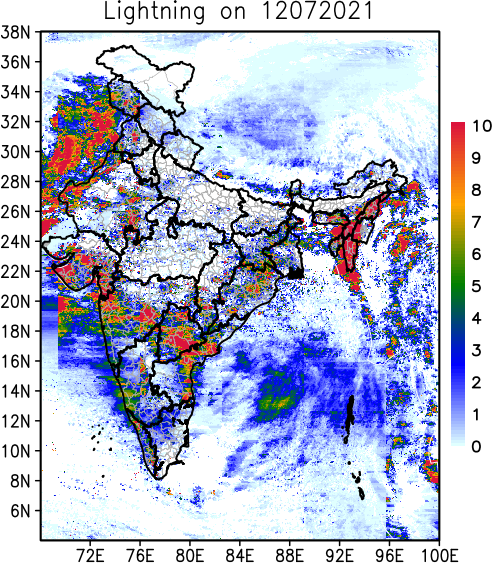 Lightning on 12072021
38N
36N
34N
32N
30N
28N
26N
24N
22N
20N
18N
16N
14N
12N
10N
8N
6N
72E 76E 80E 84E 88E 92E 96E 100E
10
9
8
7
6
5
4
3
2
1
0